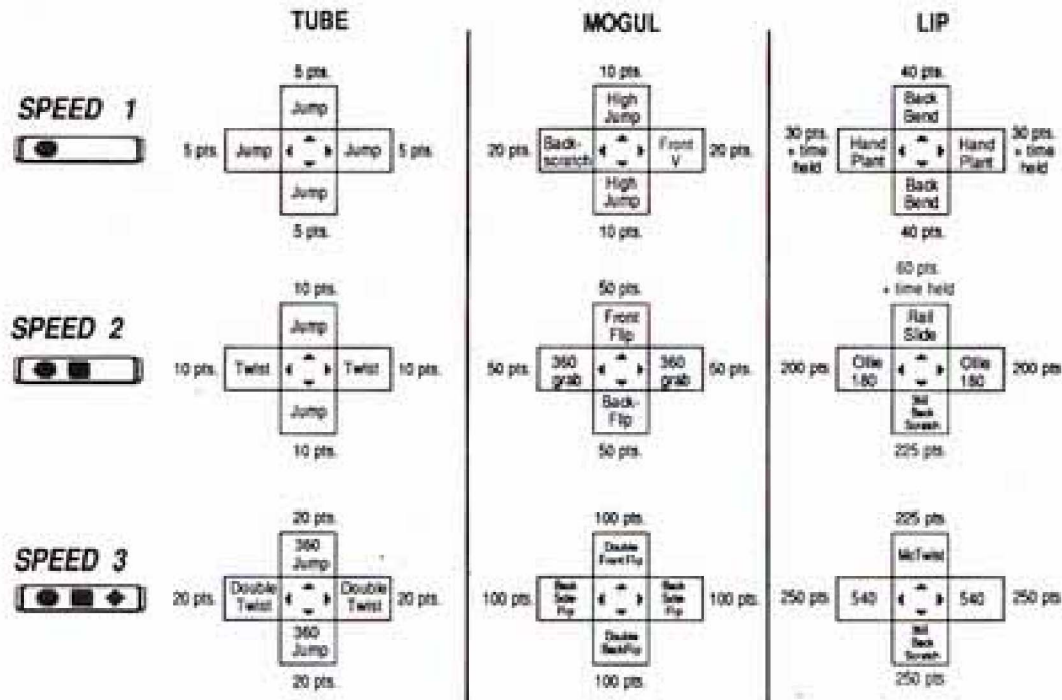 TUBE
MOGUL
LIP
SPEED 1
5 pts.
Jump
5 pts.
Jump
Jump
5 pts.
Jump
5 pts.
10 pts.
High
Jump
20 pts.
Back-
scratch
Front
V
20 pts.
High
Jump
10 pts.
40 pts.
Back
Bend
30 pts.
+ time
held
Hand
Plant
Hand
Plant
30 pts.
+ time
held
Back
Bend
40 pts.
SPEED 2
10 pts.
Jump
10 pts.
Twist
Twist
10 pts.
Jump
10 pts.
50 pts.
Front
Flip
50 pts.
360
grab
360
grab
50 pts.
Back-
Flip
50 pts.
60 pts.
+ time held
Rail
Slide
200 pts
Ollie
180
Ollie
180
200 pts
Back
Scratch
225 pts.
SPEED 3
20 pts.
360
Jump
20 pts.
Double
Twist
Double
Twist
20 pts.
360
Jump
20 pts.
100 pts.
Double
Front Flip
100 pts.
Back
Side
Flip
Back
Side
Flip
100 pts.
Double
BackFlip
100 pts.
225 pts
McTwist
250 pts
540
540
250 pts
Back
Scratch
250 pts